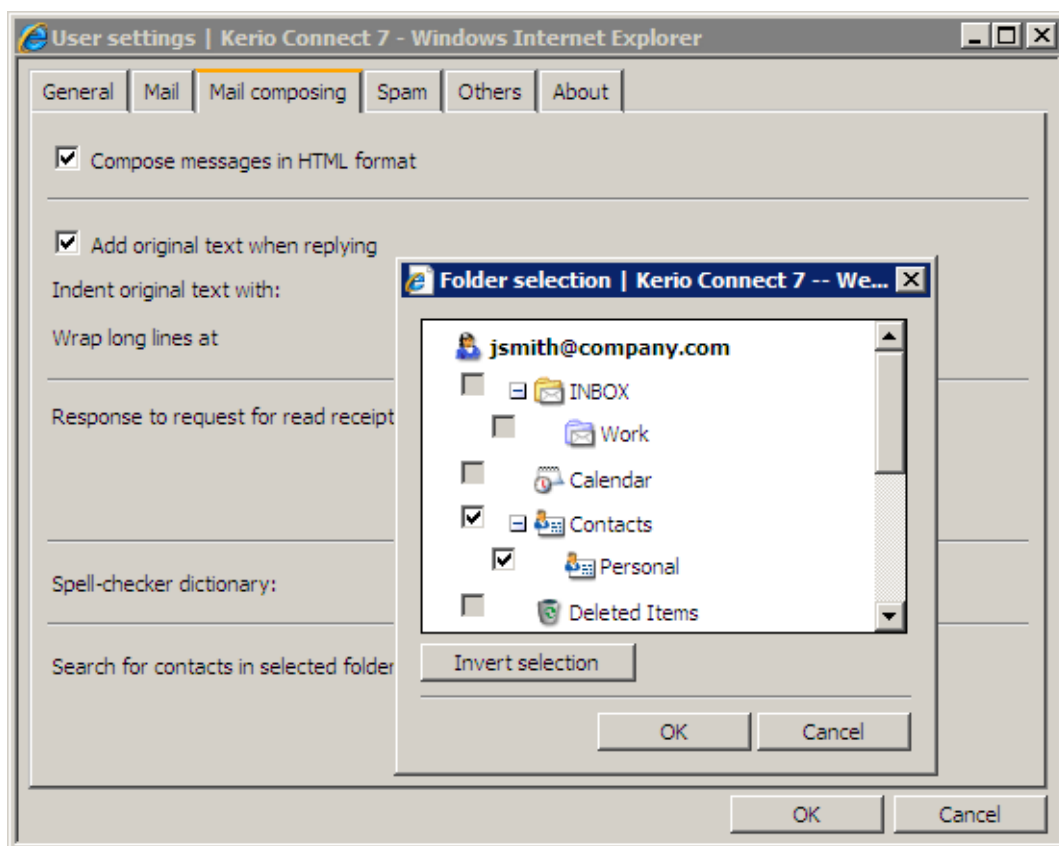 User settings | Kerio Connect 7 - Windows Internet Explorer
General Mail Mail composing Spam Others About
Compose messages in HTML format
Add original text when replying
Indent original text with:
Wrap long lines at
Response to request for read receipt
Spell-checker dictionary:
Search for contacts in selected folder
Folder selection | Kerio Connect 7 -- We...
jsmith@company.com
INBOX
Work
Calendar
Contacts
Personal
Deleted Items
Invert selection
OK Cancel
OK Cancel